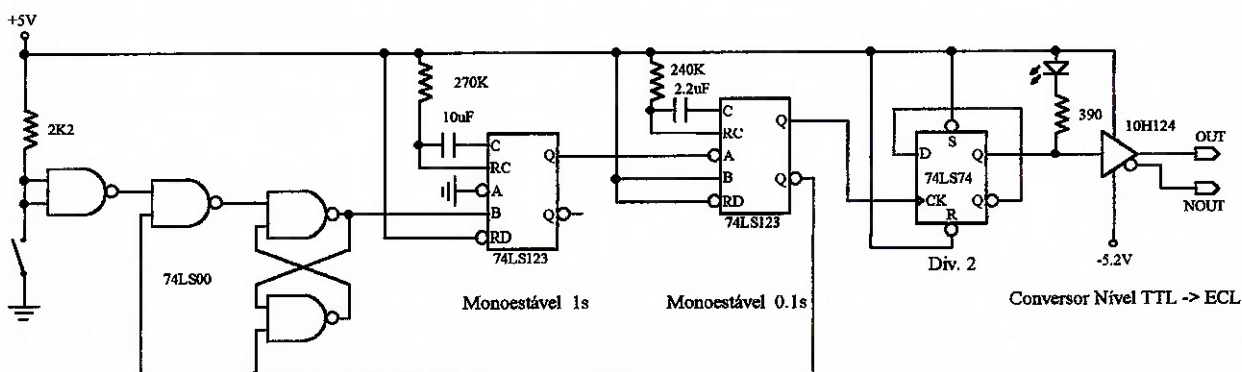 +5V
2K2
74LS00
270K
10uF
C
RC
A
B
RD
Q
Q
74LS123
Monoestável 1s
240K
2.2uF
C
RC
A
B
RD
Q
Q
74LS123
Monoestável 0.1s
S
D
Q
74LS74
CK
Q
R
Div. 2
390
10H124
OUT
NOUT
-5.2V
Conversor Nível TTL -> ECL